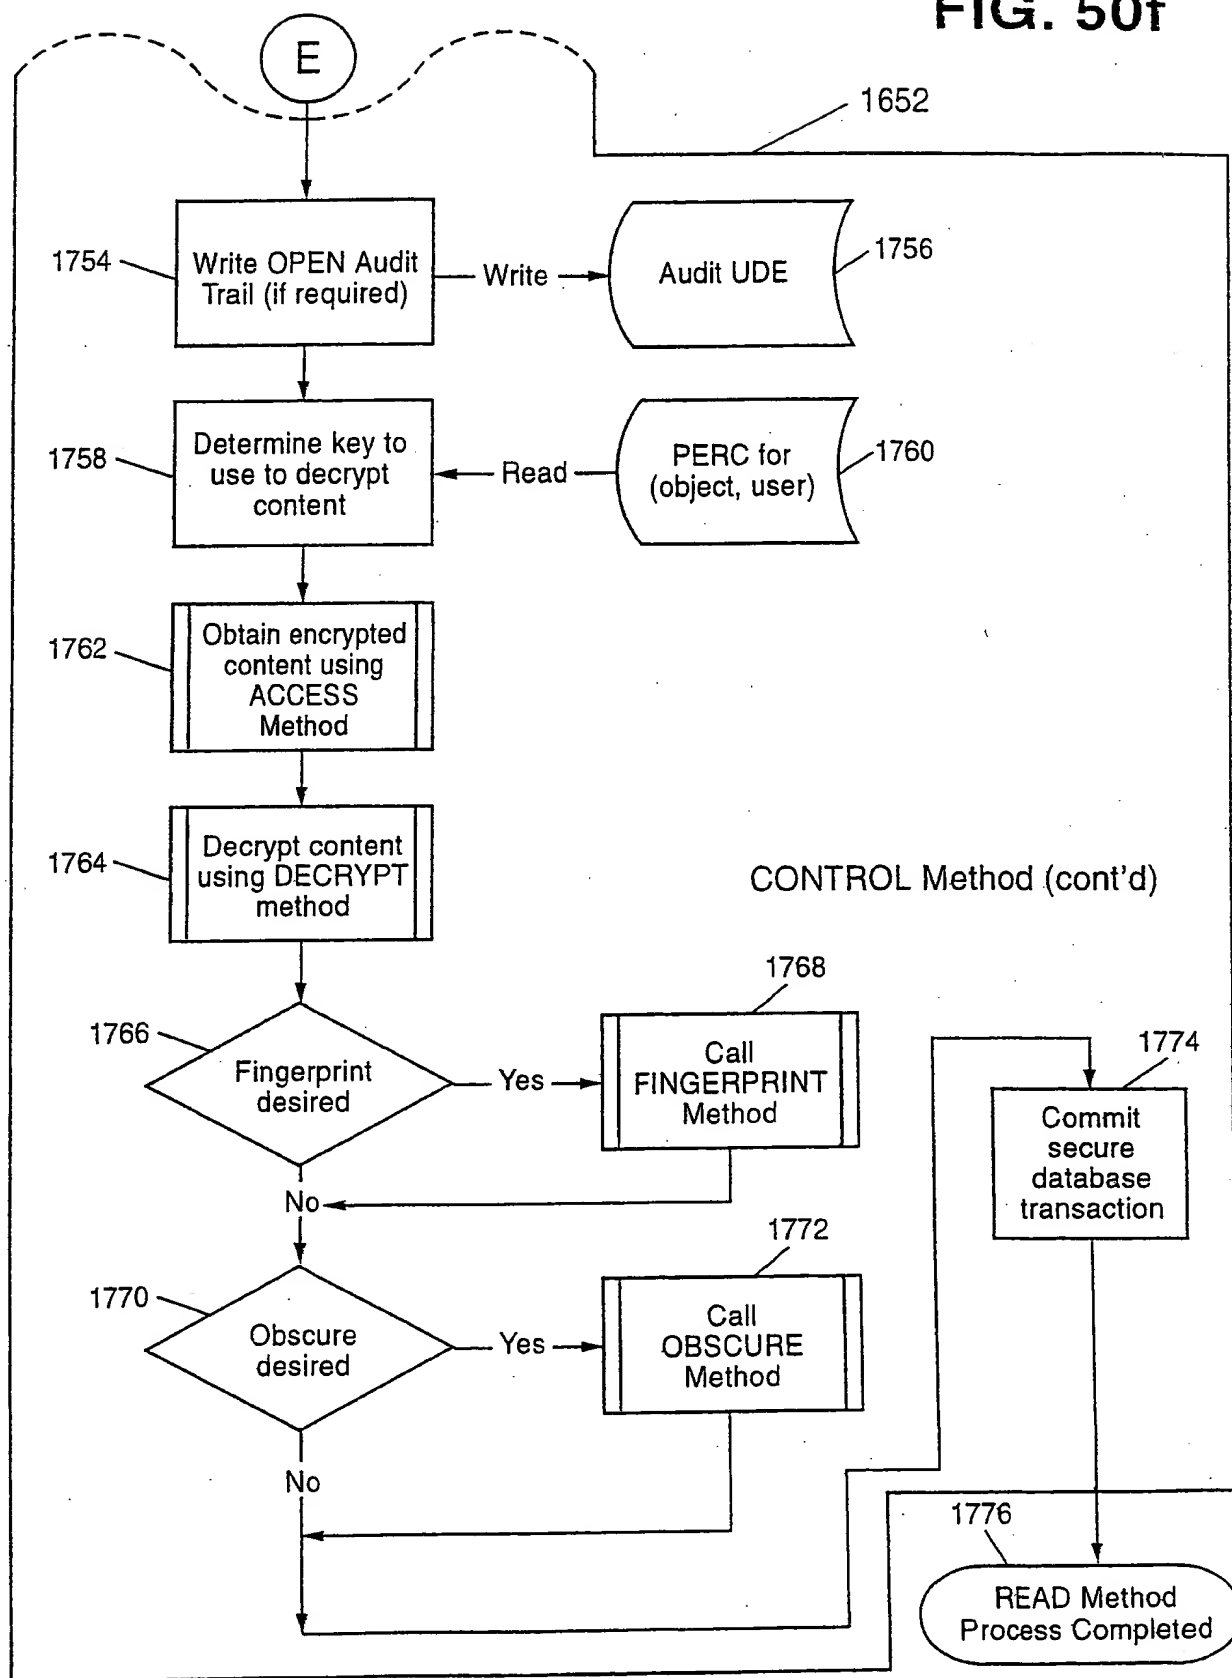 FIG. 50f
E
1652
1754
Write OPEN Audit
Trail (if required)
Write
Audit UDE
1756
1758
Determine key to
use to decrypt
content
Read
PERC for
(object, user)
1760
1762
Obtain encrypted
content using
ACCESS
Method
1764
Decrypt content
using DECRYPT
method
CONTROL Method (cont'd)
1766
Fingerprint
desired
Yes
1768
Call
FINGERPRINT
Method
1774
Commit
secure
database
transaction
No
1770
Obscure
desired
Yes
1772
Call
OBSCURE
Method
No
1776
READ Method
Process Completed